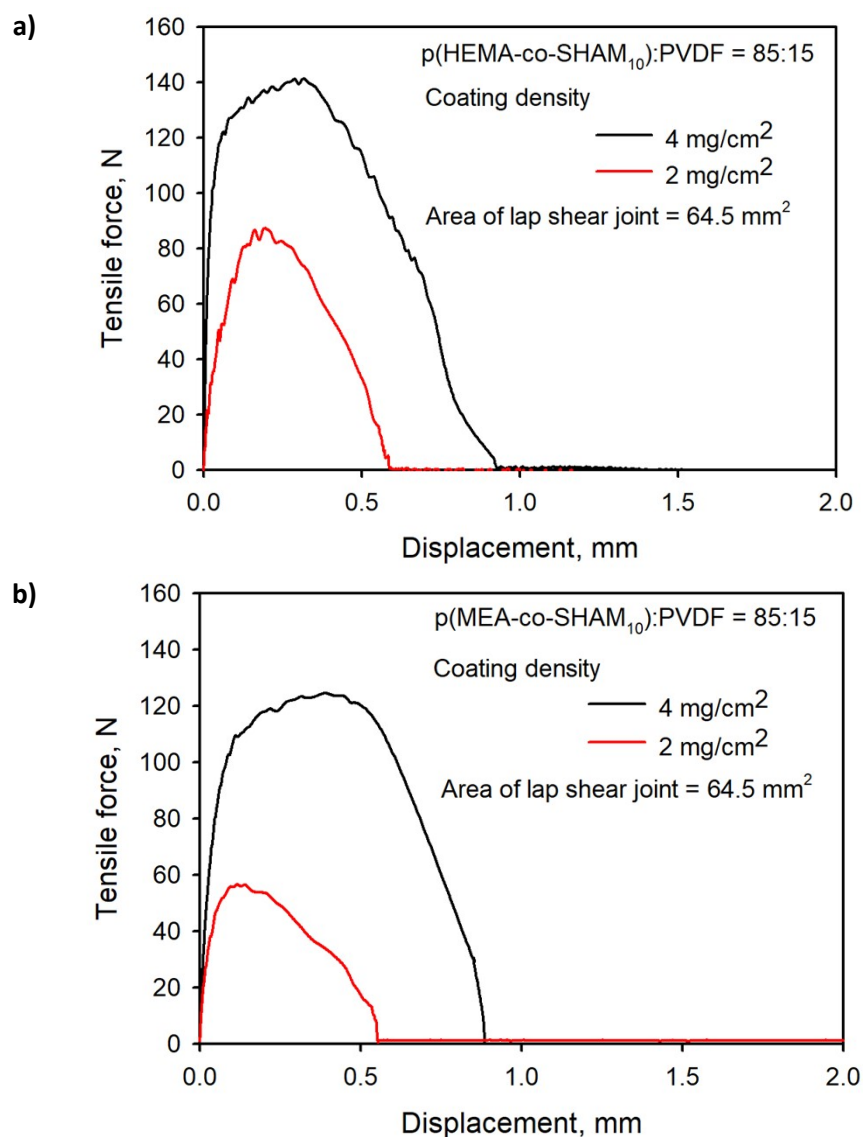 a)
p(HEMA-co-SHAM₁₀):PVDF = 85:15
Coating density
4 mg/cm²
2 mg/cm²
Area of lap shear joint = 64.5 mm²
Tensile force, N
160
140
120
100
80
60
40
20
0
0.0 0.5 1.0 1.5 2.0
Displacement, mm
b)
p(MEA-co-SHAM₁₀):PVDF = 85:15
Coating density
4 mg/cm²
2 mg/cm²
Area of lap shear joint = 64.5 mm²
Tensile force, N
160
140
120
100
80
60
40
20
0
0.0 0.5 1.0 1.5 2.0
Displacement, mm